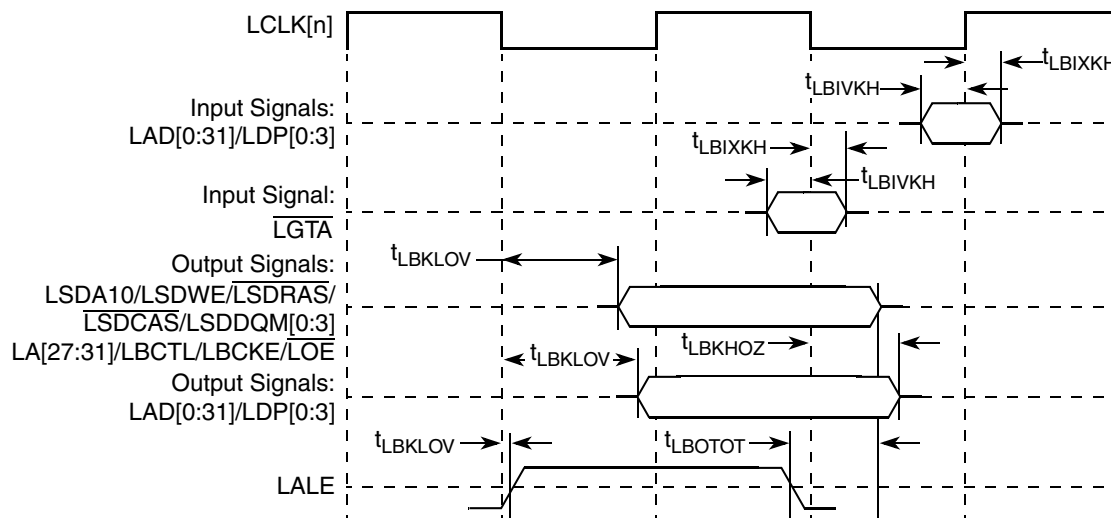 LCLK[n]
tLBIXKH
tLBIVKH
Input Signals:
LAD[0:31]/LDP[0:3]
tLBIXKH
tLBIVKH
Input Signal:
LGTA
tLBKLOV
Output Signals:
LSDA10/LSDWE/LSDRAS/
LSDCAS/LSDDQM[0:3]
LA[27:31]/LBCTL/LBCKE/LOE
tLBKHOZ
tLBKLOV
Output Signals:
LAD[0:31]/LDP[0:3]
tLBKLOV
tLBOTOT
LALE